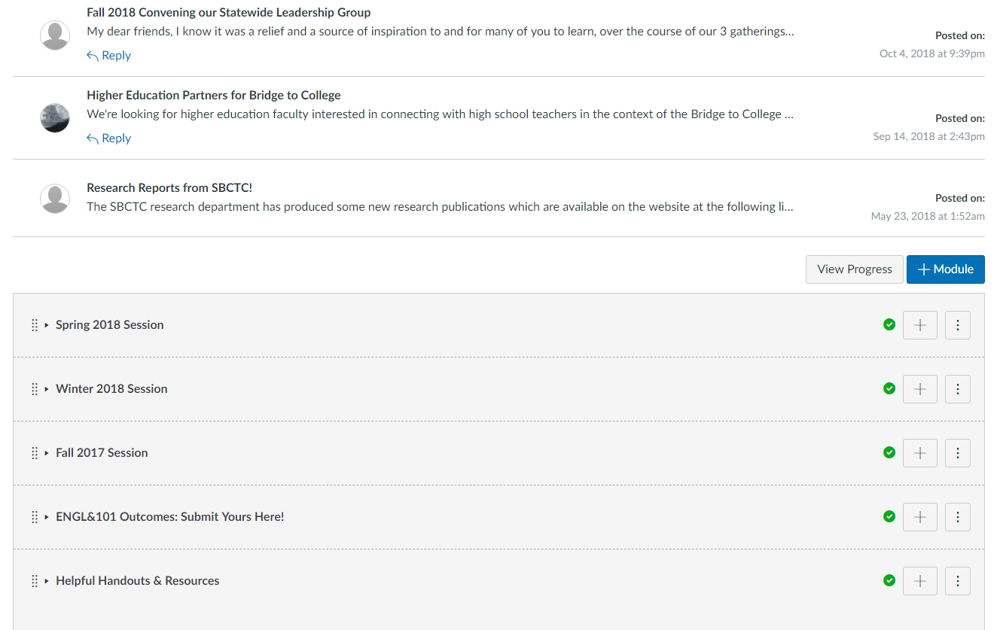 Fall 2018 Convening our Statewide Leadership Group
My dear friends, I know it was a relief and a source of inspiration to and for many of you to learn, over the course of our 3 gatherings...
Posted on:
Oct 4, 2018 at 9:39pm
Reply
Higher Education Partners for Bridge to College
We're looking for higher education faculty interested in connecting with high school teachers in the context of the Bridge to College ...
Posted on:
Sep 14, 2018 at 2:43pm
Reply
Research Reports from SBCTC!
The SBCTC research department has produced some new research publications which are available on the website at the following li...
Posted on:
May 23, 2018 at 1:52am
View Progress
+ Module
Spring 2018 Session
Winter 2018 Session
Fall 2017 Session
ENGL&101 Outcomes: Submit Yours Here!
Helpful Handouts & Resources